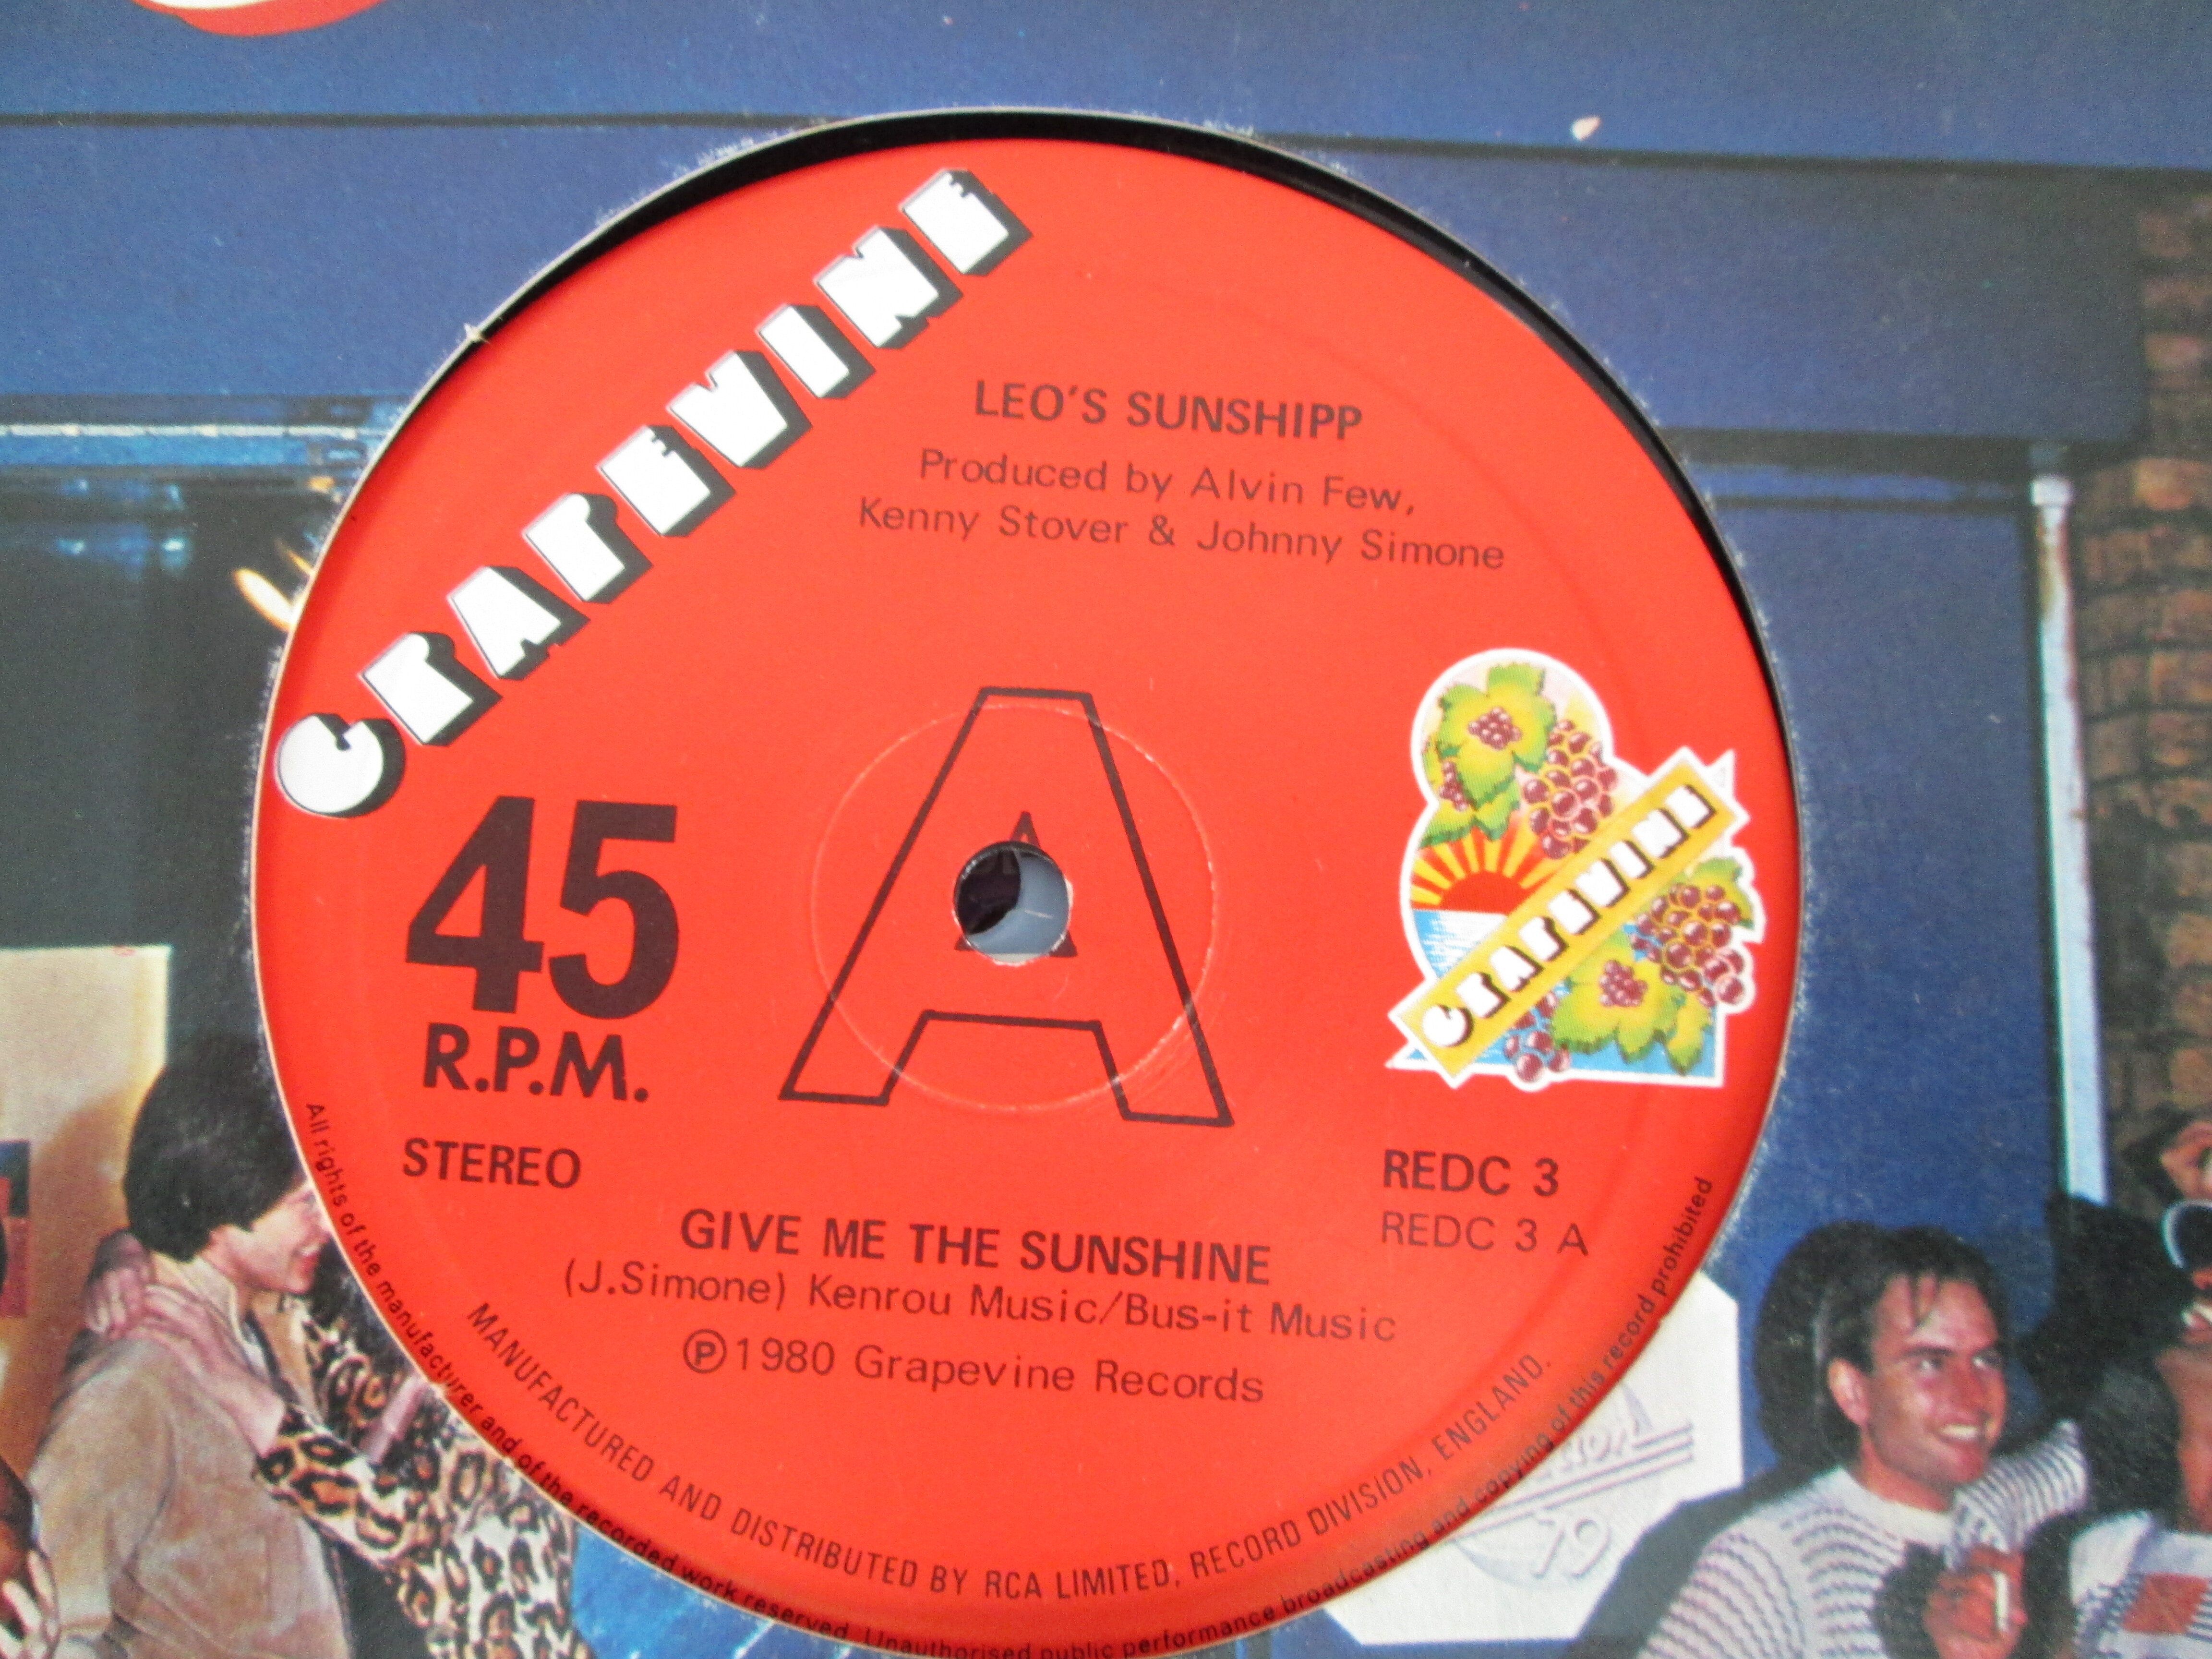 GRAPEVINE
LEO'S SUNSHIPP
Produced by Alvin Few,
Kenny Stover & Johnny Simone
A
A
GRAPEVINE
45
R.P.M.
STEREO
REDC 3
REDC 3 A
GIVE ME THE SUNSHINE
(J.Simone) Kenrou Music/Bus-it Music
Ⓟ1980 Grapevine Records
MANUFACTURED AND DISTRIBUTED BY RCA LIMITED, RECORD DIVISION, ENGLAND.
All rights of the manufacturer and of the recorded work reserved. Unauthorised public performance broadcasting and copying of this record prohibited
79